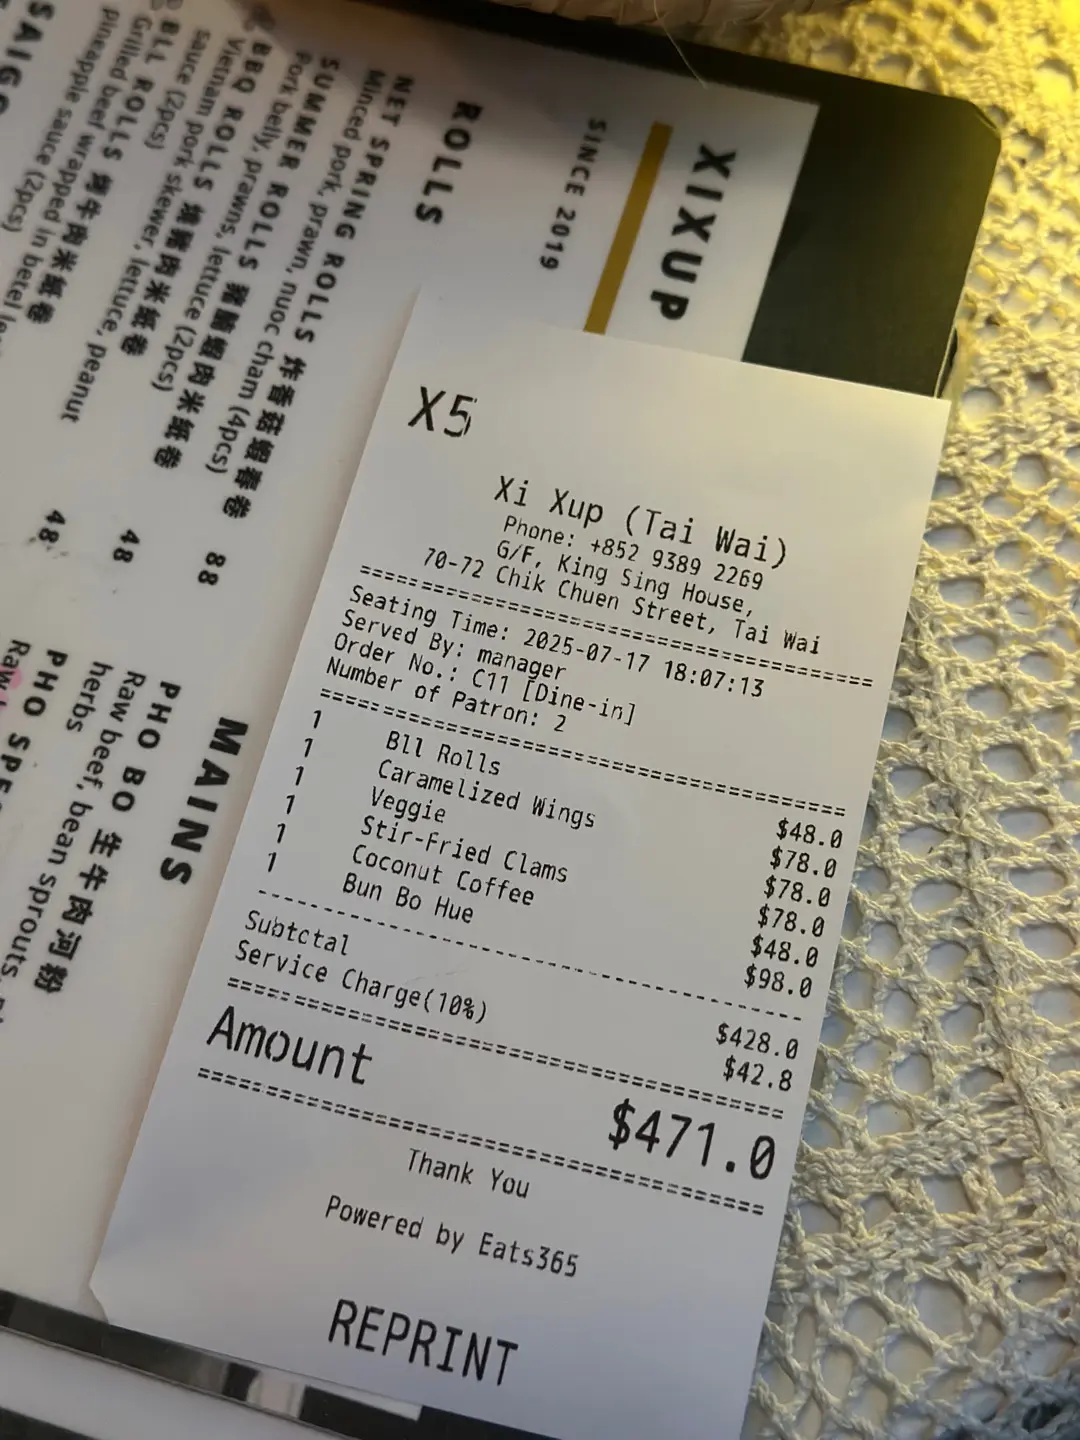 XIXUP
SINCE 2019
ROLLS
NET SPRING ROLLS 炸香菇蝦春卷 88
Minced pork, prawn, nuoc cham (4pcs)
SUMMER ROLLS 豬腩蝦肉米紙卷 48
Pork belly, prawns, lettuce (2pcs)
BBQ ROLLS 燒豬肉米紙卷 48
Vietnam pork skewer, lettuce, peanut
sauce (2pcs)
BLL ROLLS 烤牛肉米紙卷
Grilled beef wrapped in betel
pineapple sauce (2pcs)
MAINS
PHO BO 生牛肉河粉
Raw beef, bean sprouts,
herbs
PHO
Raw
X5
Xi Xup (Tai Wai)
Phone: +852 9389 2269
G/F, King Sing House,
70-72 Chik Chuen Street, Tai Wai
Seating Time: 2025-07-17 18:07:13
Served By: manager
Order No.: C11 [Dine-in]
Number of Patron: 2
1 Bll Rolls $48.0
1 Caramelized Wings $78.0
1 Veggie $78.0
1 Stir-Fried Clams $78.0
1 Coconut Coffee $48.0
1 Bun Bo Hue $98.0
Subtctal $428.0
Service Charge(10%) $42.8
Amount $471.0
Thank You
Powered by Eats365
REPRINT